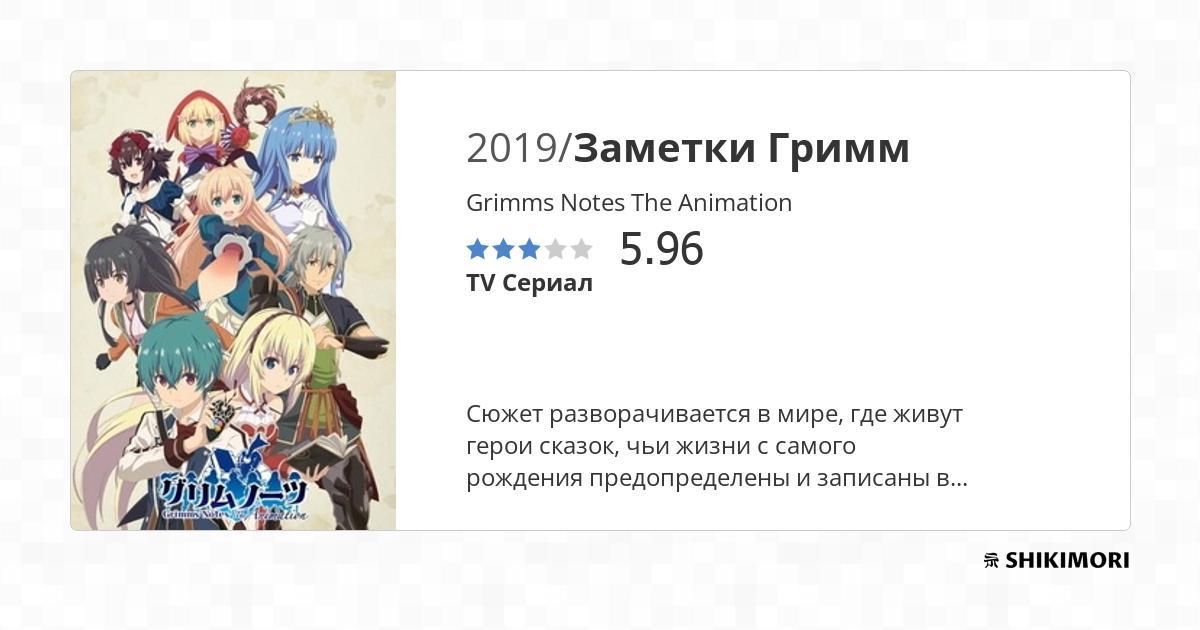 2019/Заметки Гримм
Grimms Notes The Animation
5.96
TV Сериал
Сюжет разворачивается в мире, где живут
герои сказок, чьи жизни с самого
рождения предопределены и записаны в...
グリムノーツ
Grimms Notes The Animation
SHIKIMORI